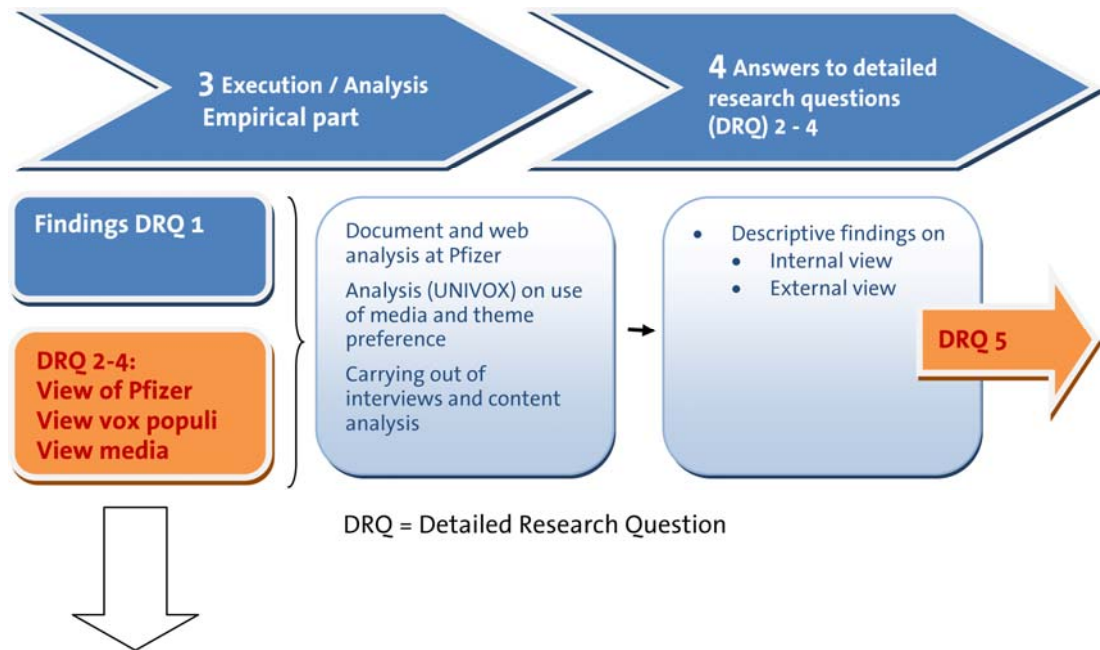 3 Execution / Analysis
Empirical part
4 Answers to detailed
research questions
(DRQ) 2 - 4
Findings DRQ 1
DRQ 2-4:
View of Pfizer
View vox populi
View media
Document and web
analysis at Pfizer
Analysis (UNIVOX) on use
of media and theme
preference
Carrying out of
interviews and content
analysis
• Descriptive findings on
• Internal view
• External view
DRQ 5
DRQ = Detailed Research Question